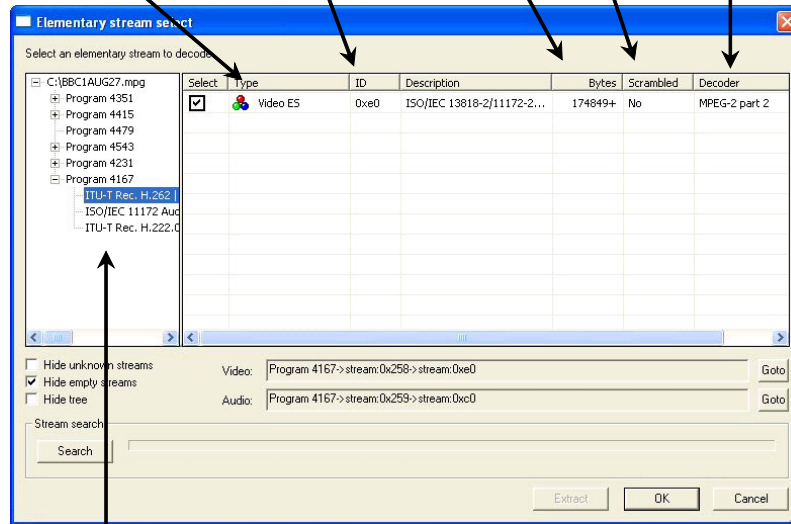 Elementary stream select
Select an elementary stream to decode
C:\BBC1AUG27.mpg
Program 4351
Program 4415
Program 4479
Program 4543
Program 4231
Program 4167
ITU-T Rec. H.262 |
ISO/IEC 11172 Aud
ITU-T Rec. H.222.0
Select Type ID Description Bytes Scrambled Decoder
Video ES 0xe0 ISO/IEC 13818-2/11172-2... 174849+ No MPEG-2 part 2
Hide unknown streams
Hide empty streams
Hide tree
Video: Program 4167->stream:0x258->stream:0xe0 Goto
Audio: Program 4167->stream:0x259->stream:0xc0 Goto
Stream search
Search
Extract OK Cancel